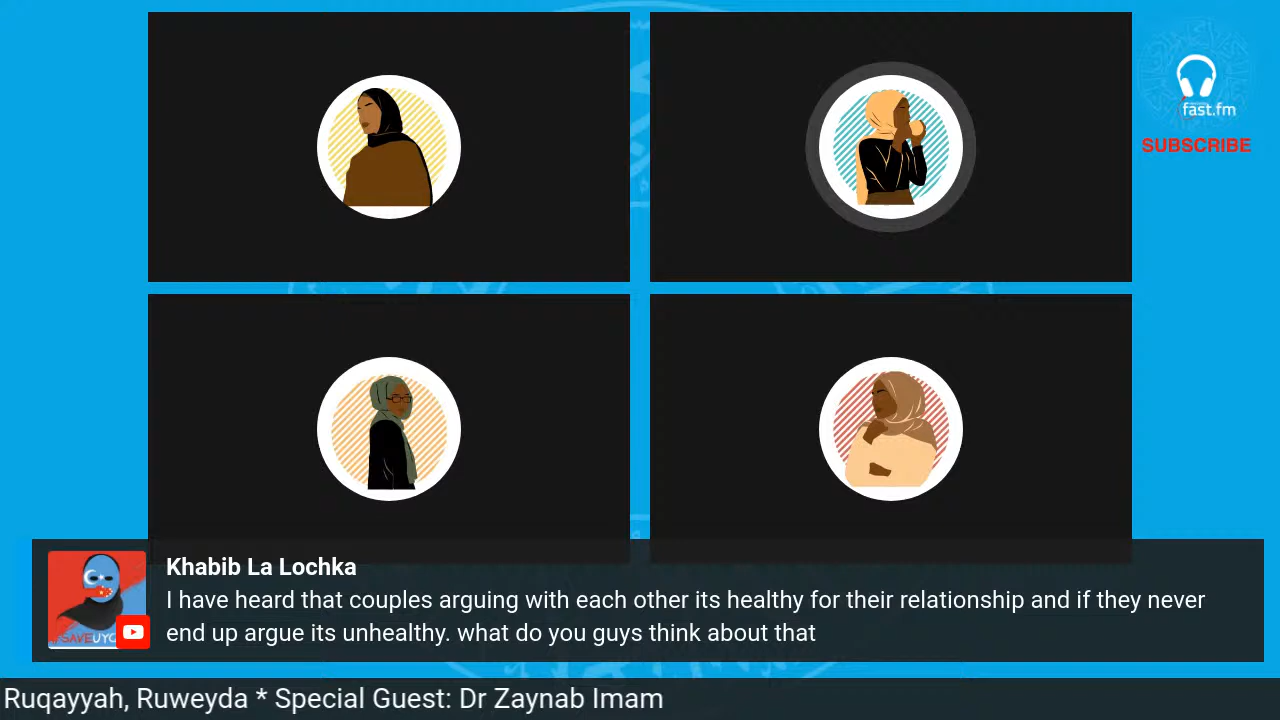 fast.fm
SUBSCRIBE
Khabib La Lochka
I have heard that couples arguing with each other its healthy for their relationship and if they never
end up argue its unhealthy. what do you guys think about that
Ruqayyah, Ruweyda * Special Guest: Dr Zaynab Imam